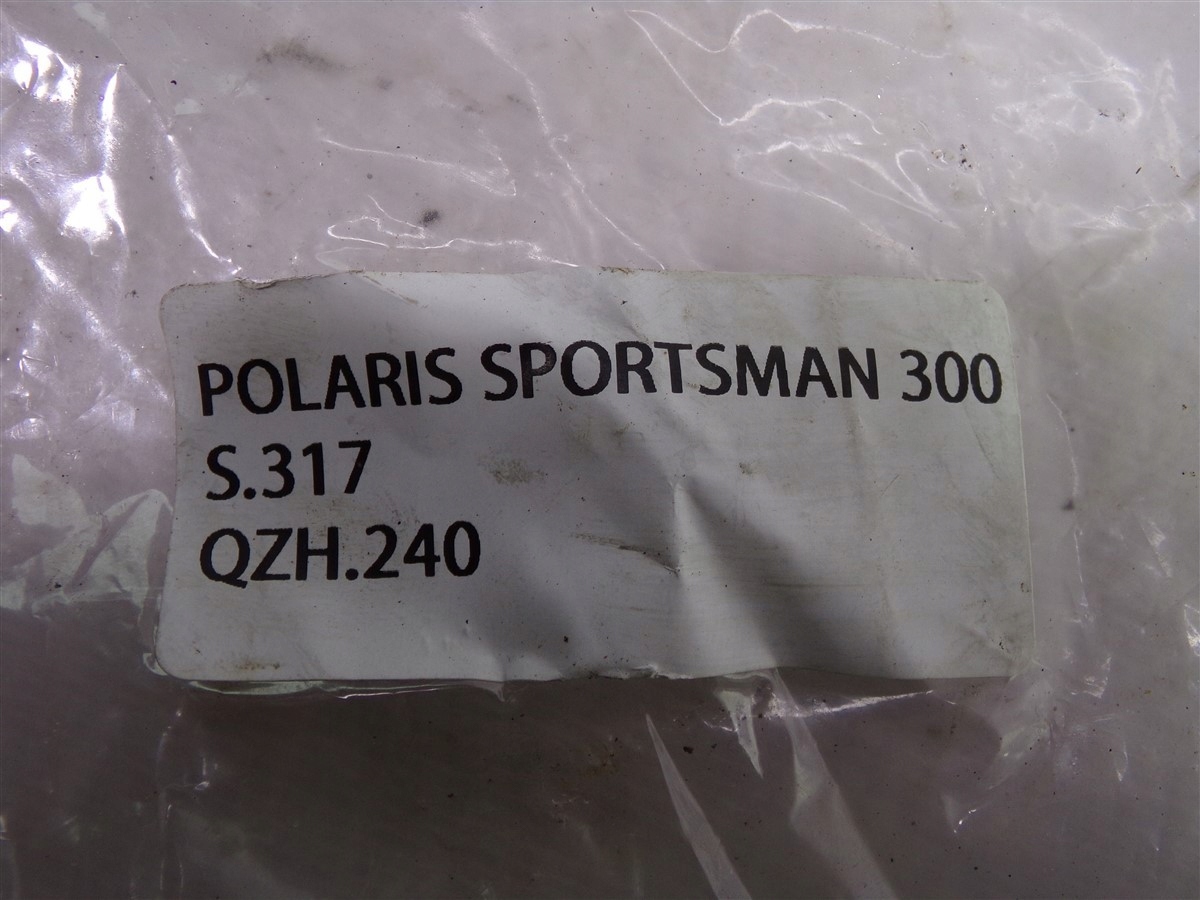 POLARIS SPORTSMAN 300
S.317
QZH.240